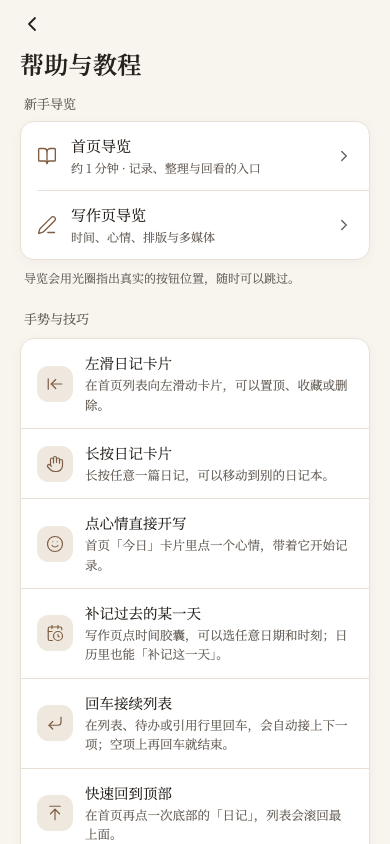 帮助与教程
新手导览
首页导览
约 1 分钟 · 记录、整理与回看的入口
写作页导览
时间、心情、排版与多媒体
导览会用光圈指出真实的按钮位置，随时可以跳过。
手势与技巧
左滑日记卡片
在首页列表向左滑动卡片，可以置顶、收藏或删
除。
长按日记卡片
长按任意一篇日记，可以移动到别的日记本。
点心情直接开写
首页「今日」卡片里点一个心情，带着它开始记
录。
补记过去的某一天
写作页点时间胶囊，可以选任意日期和时刻；日
历里也能「补记这一天」。
回车接续列表
在列表、待办或引用行里回车，会自动接上下一
项；空项上再回车就结束。
快速回到顶部
在首页再点一次底部的「日记」，列表会滚回最
上面。